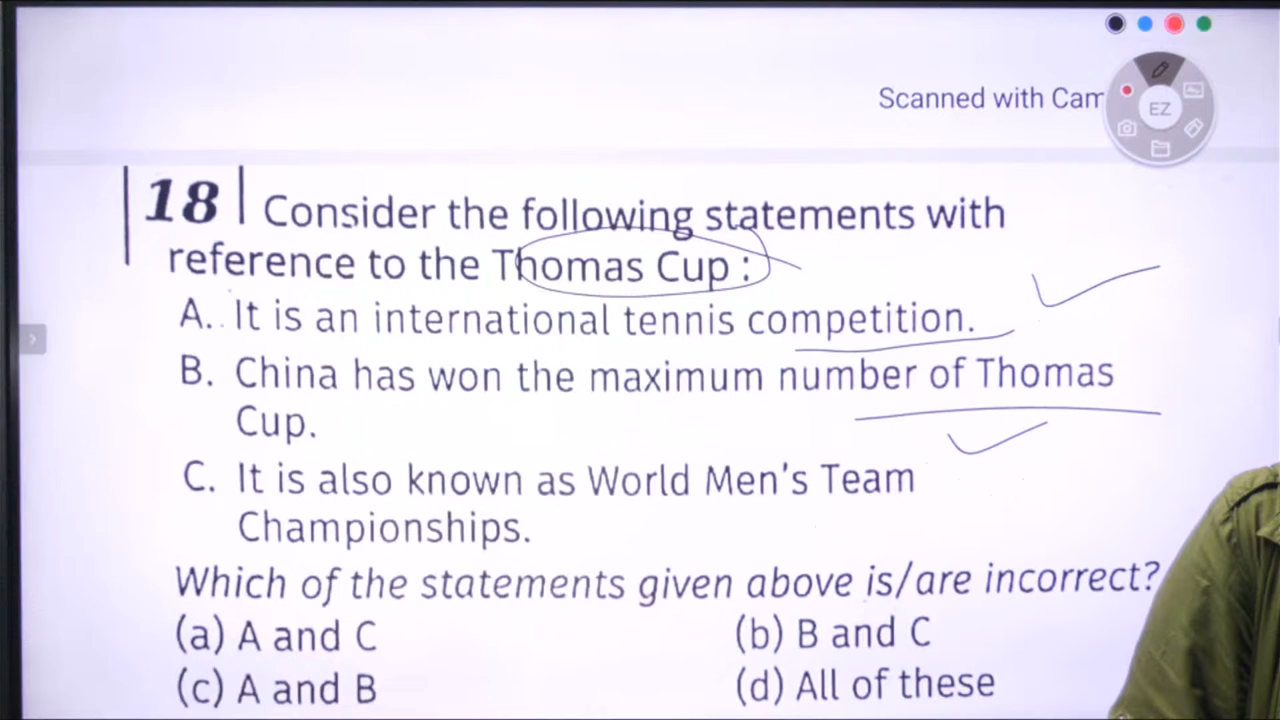 Scanned with Cam
EZ
18 Consider the following statements with
reference to the Thomas Cup :
A. It is an international tennis competition.
B. China has won the maximum number of Thomas
Cup.
C. It is also known as World Men's Team
Championships.
Which of the statements given above is/are incorrect?
(a) A and C (b) B and C
(c) A and B (d) All of these